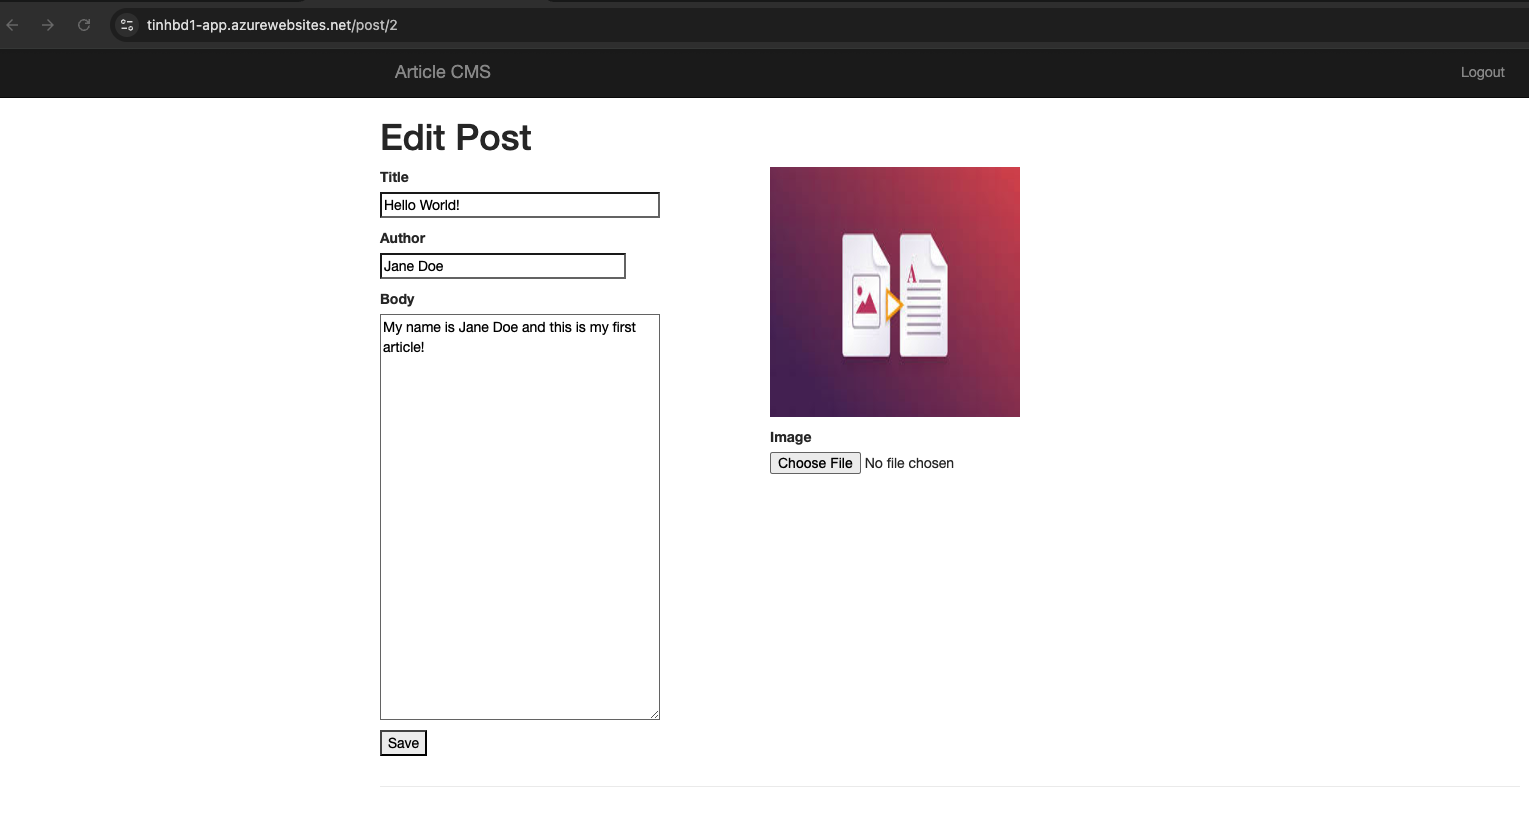 tinhbd1-app.azurewebsites.net/post/2
Article CMS
Logout
Edit Post
Title
Hello World!
Author
Jane Doe
Body
My name is Jane Doe and this is my first
article!
A
Image
Choose File No file chosen
Save